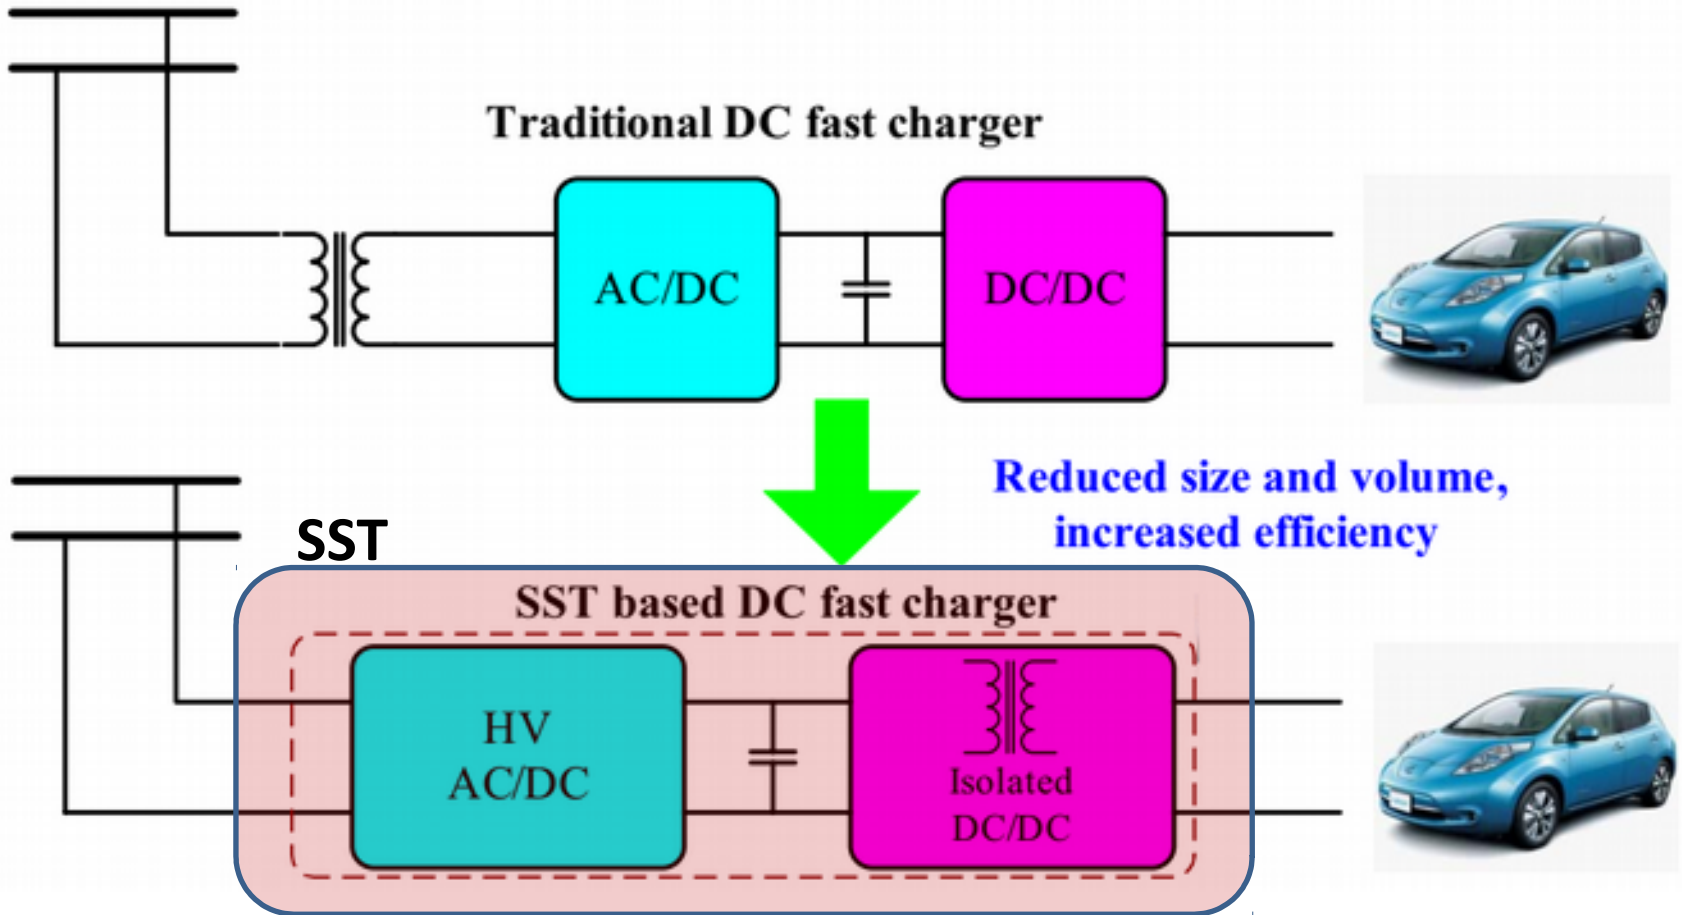 Traditional DC fast charger
AC/DC
DC/DC
Reduced size and volume,
increased efficiency
SST
SST based DC fast charger
HV
AC/DC
Isolated
DC/DC